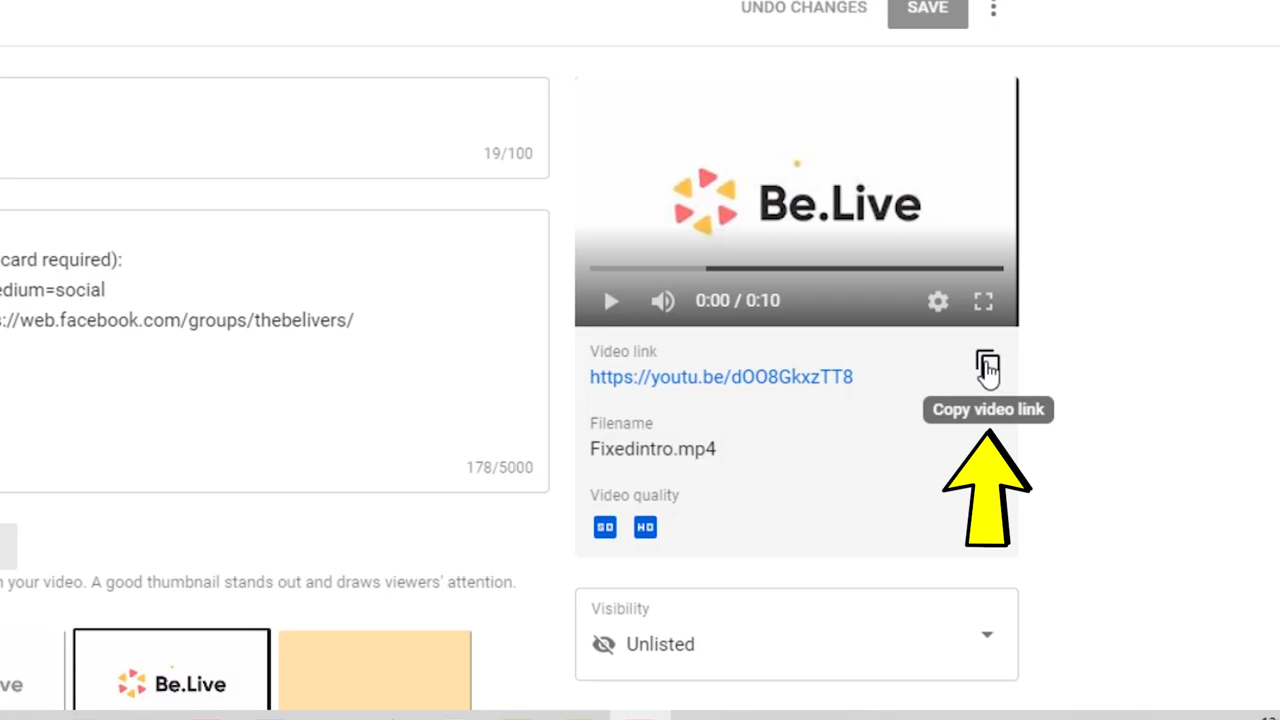 UNDO CHANGES
SAVE
19/100
card required):
edium=social
s://web.facebook.com/groups/thebelivers/
178/5000
Be.Live
0:00 / 0:10
Video link
https://youtu.be/dOO8GkxzTT8
Copy video link
Filename
Fixedintro.mp4
Video quality
SD HD
n your video. A good thumbnail stands out and draws viewers' attention.
Visibility
Unlisted
ve
Be.Live